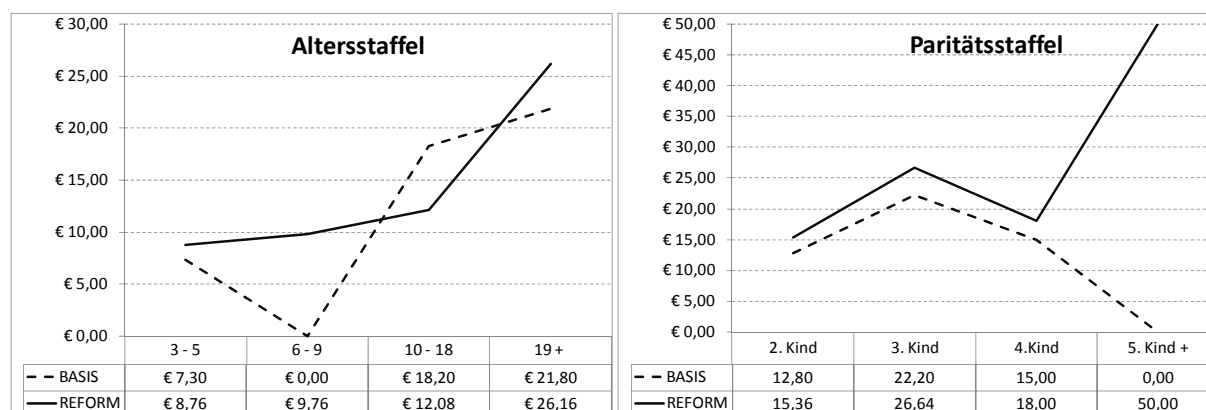 Altersstaffel
€ 30,00
€ 25,00
€ 20,00
€ 15,00
€ 10,00
€ 5,00
€ 0,00
3 - 5 6 - 9 10 - 18 19 +
BASIS € 7,30 € 0,00 € 18,20 € 21,80
REFORM € 8,76 € 9,76 € 12,08 € 26,16
Paritätsstaffel
€ 50,00
€ 45,00
€ 40,00
€ 35,00
€ 30,00
€ 25,00
€ 20,00
€ 15,00
€ 10,00
€ 5,00
€ 0,00
2. Kind 3. Kind 4.Kind 5. Kind +
BASIS 12,80 22,20 15,00 0,00
REFORM 15,36 26,64 18,00 50,00